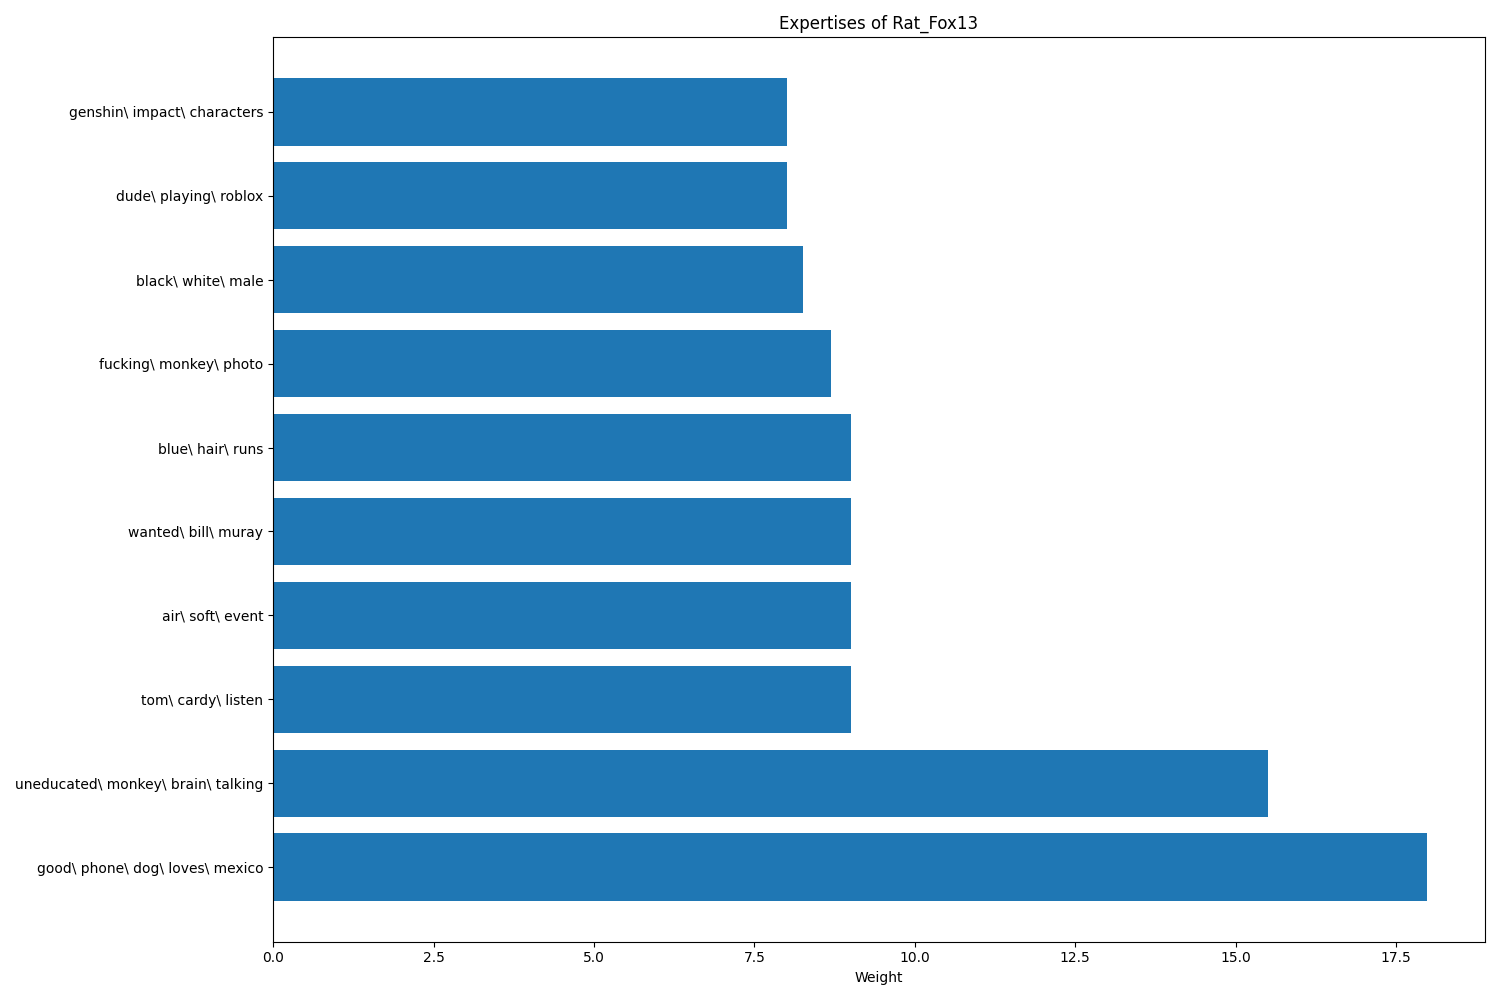 Expertises of Rat_Fox13
genshin\ impact\ characters
dude\ playing\ roblox
black\ white\ male
fucking\ monkey\ photo
blue\ hair\ runs
wanted\ bill\ muray
air\ soft\ event
tom\ cardy\ listen
uneducated\ monkey\ brain\ talking
good\ phone\ dog\ loves\ mexico
0.0 2.5 5.0 7.5 10.0 12.5 15.0 17.5
Weight